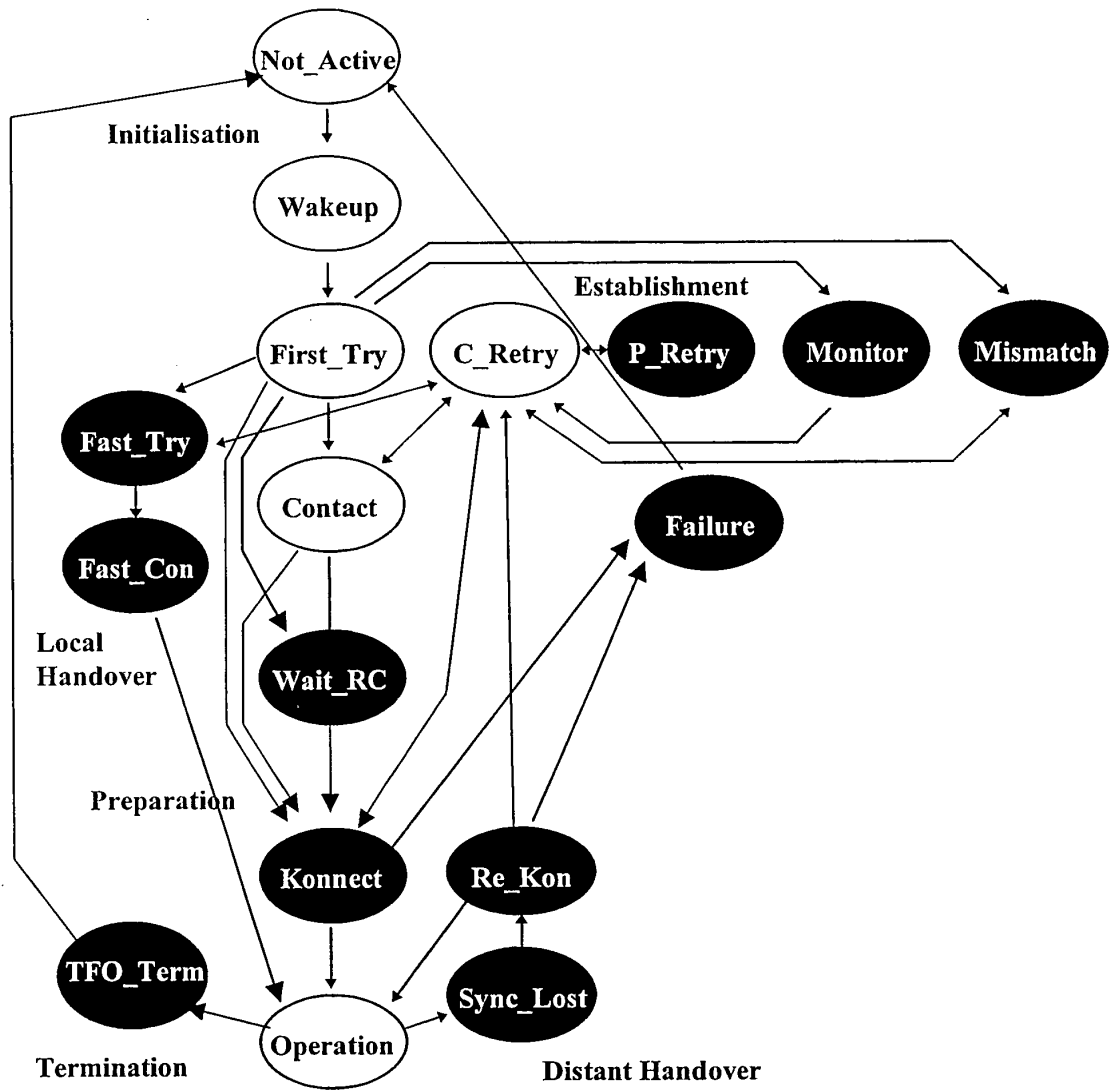 Not_Active
Initialisation
Wakeup
Establishment
First_Try
C_Retry
P_Retry
Monitor
Mismatch
Fast_Try
Contact
Failure
Fast_Con
Local
Handover
Wait_RC
Preparation
Konnect
Re_Kon
TFO_Term
Sync_Lost
Operation
Termination
Distant Handover